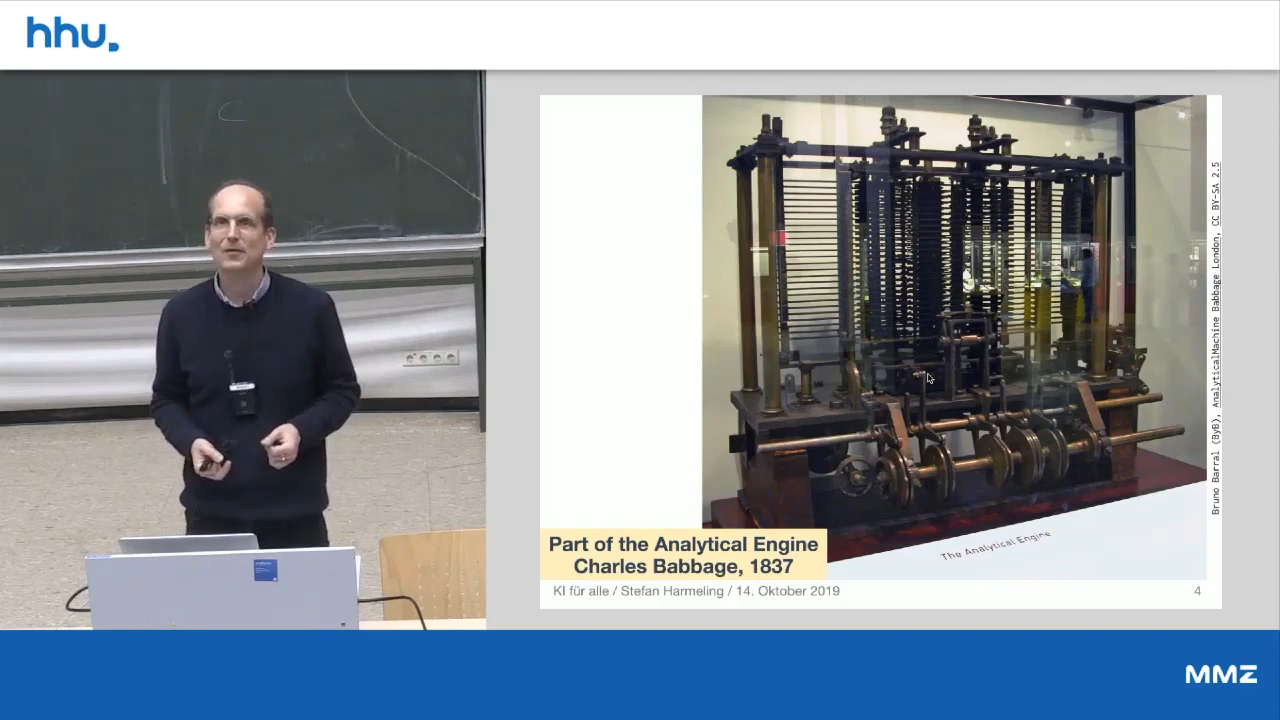 hhu.
Bruno Barral (ByB), AnalyticalMachine Babbage London, CC BY-SA 2.5
The Analytical Engine
Part of the Analytical Engine
Charles Babbage, 1837
KI für alle / Stefan Harmeling / 14. Oktober 2019
4
MMZ